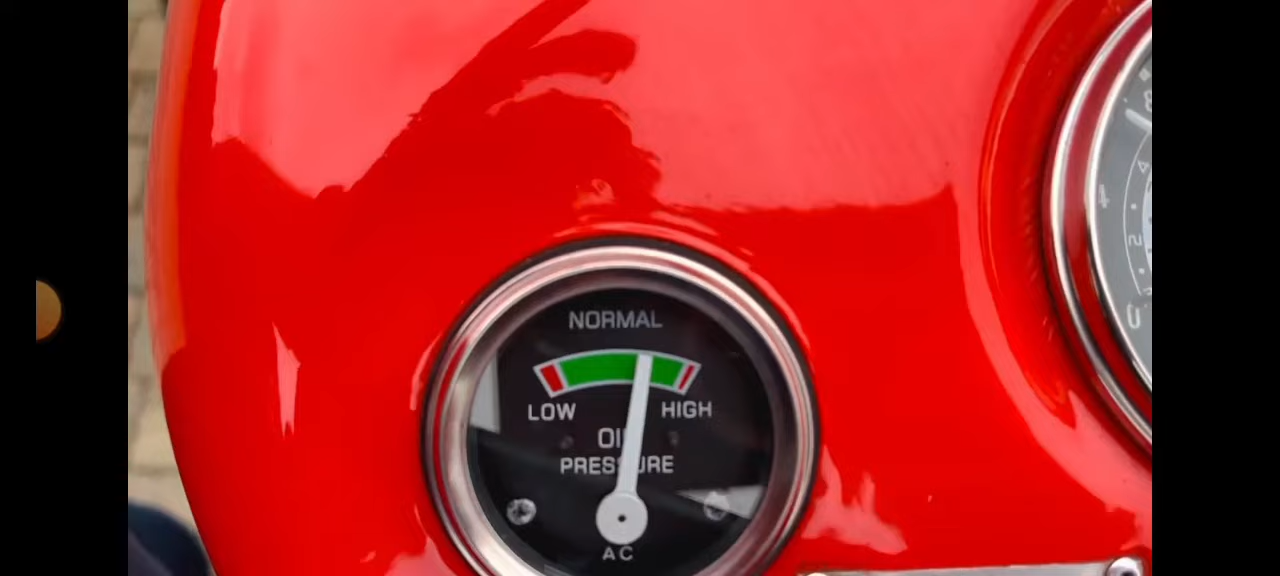 NORMAL
LOW HIGH
OIL
PRESSURE
AC